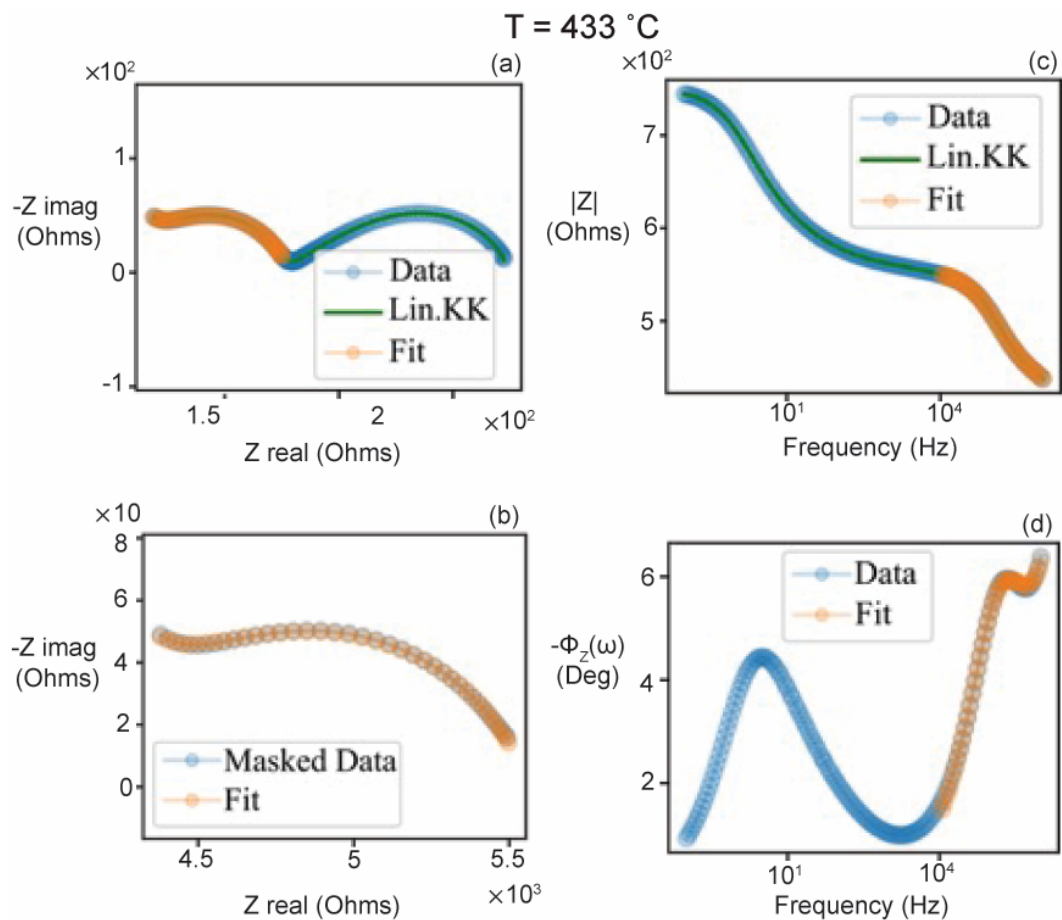 T = 433 °C
×10²
(a)
1
-Z imag
(Ohms)
0
-1
Data
Lin.KK
Fit
1.5
2
×10²
Z real (Ohms)
×10²
(c)
7
|Z|
(Ohms)
6
5
Data
Lin.KK
Fit
10¹
10⁴
Frequency (Hz)
×10
(b)
8
6
-Z imag
(Ohms)
4
2
0
Masked Data
Fit
4.5
5
5.5
×10³
Z real (Ohms)
(d)
6
-Φz(ω)
(Deg)
4
2
Data
Fit
10¹
10⁴
Frequency (Hz)